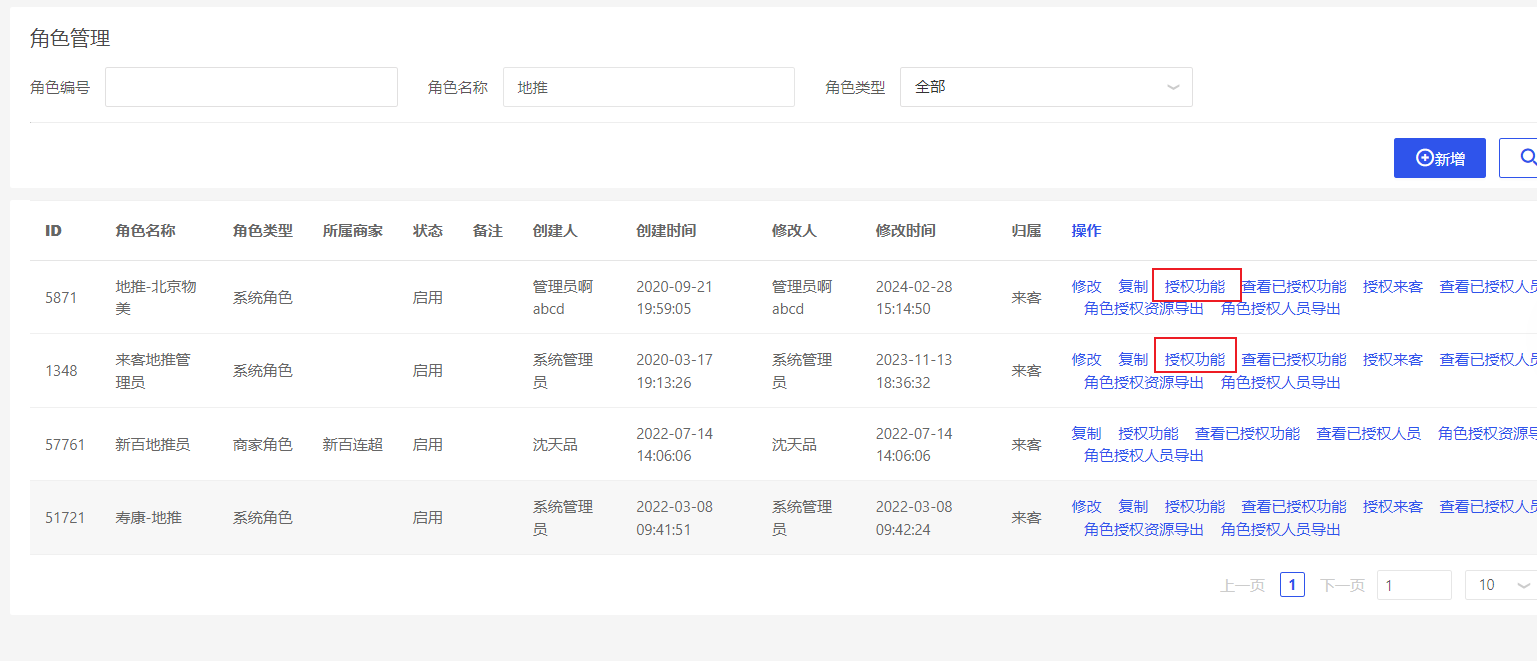 角色管理
角色编号 角色名称 地推 角色类型 全部
新增
ID 角色名称 角色类型 所属商家 状态 备注 创建人 创建时间 修改人 修改时间 归属 操作
5871 地推-北京物美 系统角色 启用 管理员啊abcd 2020-09-21 19:59:05 管理员啊abcd 2024-02-28 15:14:50 来客 修改 复制 授权功能 查看已授权功能 授权来客 查看已授权人员
角色授权资源导出 角色授权人员导出
1348 来客地推管理员 系统角色 启用 系统管理员 2020-03-17 19:13:26 系统管理员 2023-11-13 18:36:32 来客 修改 复制 授权功能 查看已授权功能 授权来客 查看已授权人员
角色授权资源导出 角色授权人员导出
57761 新百地推员 商家角色 新百连超 启用 沈天品 2022-07-14 14:06:06 沈天品 2022-07-14 14:06:06 来客 复制 授权功能 查看已授权功能 查看已授权人员 角色授权资源导
角色授权人员导出
51721 寿康-地推 系统角色 启用 系统管理员 2022-03-08 09:41:51 系统管理员 2022-03-08 09:42:24 来客 修改 复制 授权功能 查看已授权功能 授权来客 查看已授权人员
角色授权资源导出 角色授权人员导出
上一页 1 下一页 1 10